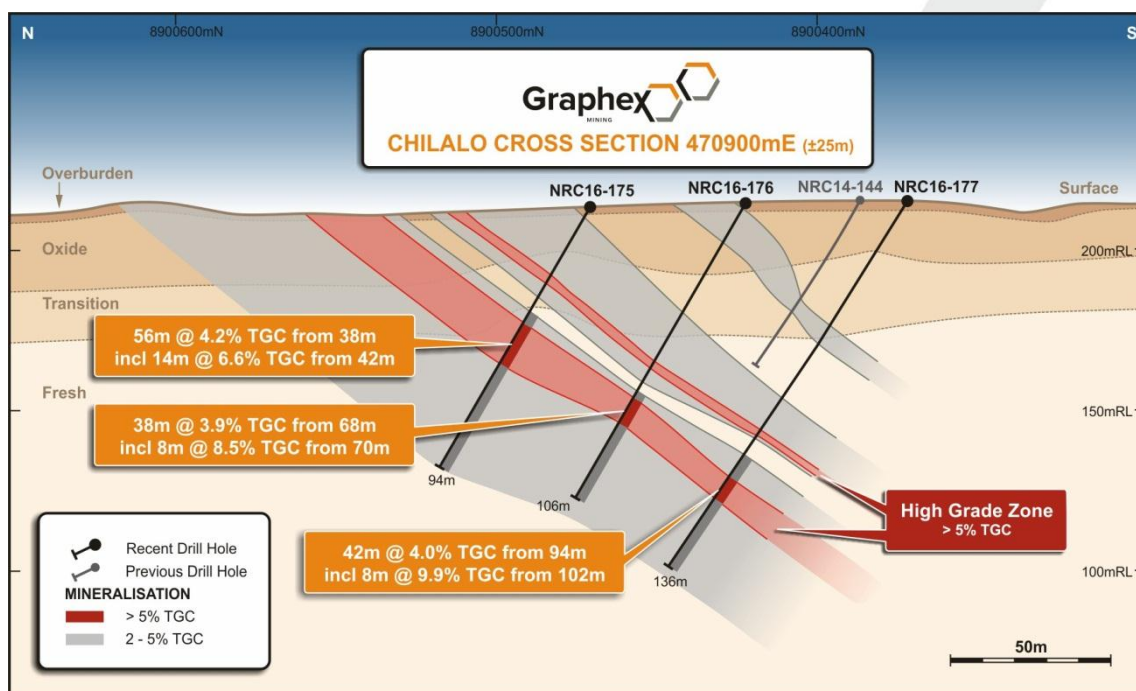 N
8900600mN
8900500mN
8900400mN
S
Graphex
MINING
CHILALO CROSS SECTION 470900mE (±25m)
Overburden
NRC16-175
NRC16-176
NRC14-144
NRC16-177
Surface
Oxide
200mRL
Transition
56m @ 4.2% TGC from 38m
incl 14m @ 6.6% TGC from 42m
Fresh
150mRL
38m @ 3.9% TGC from 68m
incl 8m @ 8.5% TGC from 70m
94m
106m
High Grade Zone
> 5% TGC
42m @ 4.0% TGC from 94m
incl 8m @ 9.9% TGC from 102m
136m
100mRL
Recent Drill Hole
Previous Drill Hole
MINERALISATION
> 5% TGC
2 - 5% TGC
50m